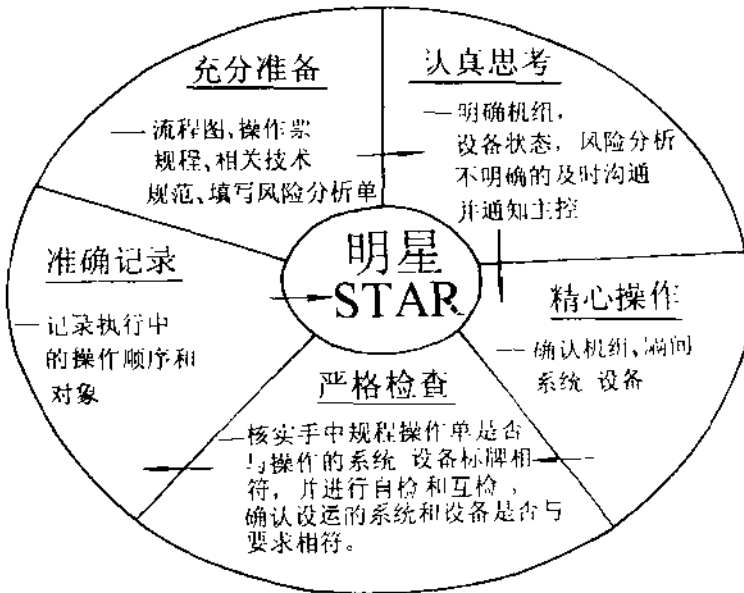 充分准备
— 流程图、操作票
规程、相关技术
规范、填写风险分析单
认真思考
— 明确机组，
设备状态，风险分析
不明确的及时沟通
并通知主控
明星
STAR
精心操作
— 确认机组、
系统 设备
严格检查
— 核实手中规程操作单是否
与操作的系统 设备标牌相
符，并进行自检和互检，
确认设运的系统和设备是否与
要求相符。
准确记录
— 记录执行中
的操作顺序和
对象